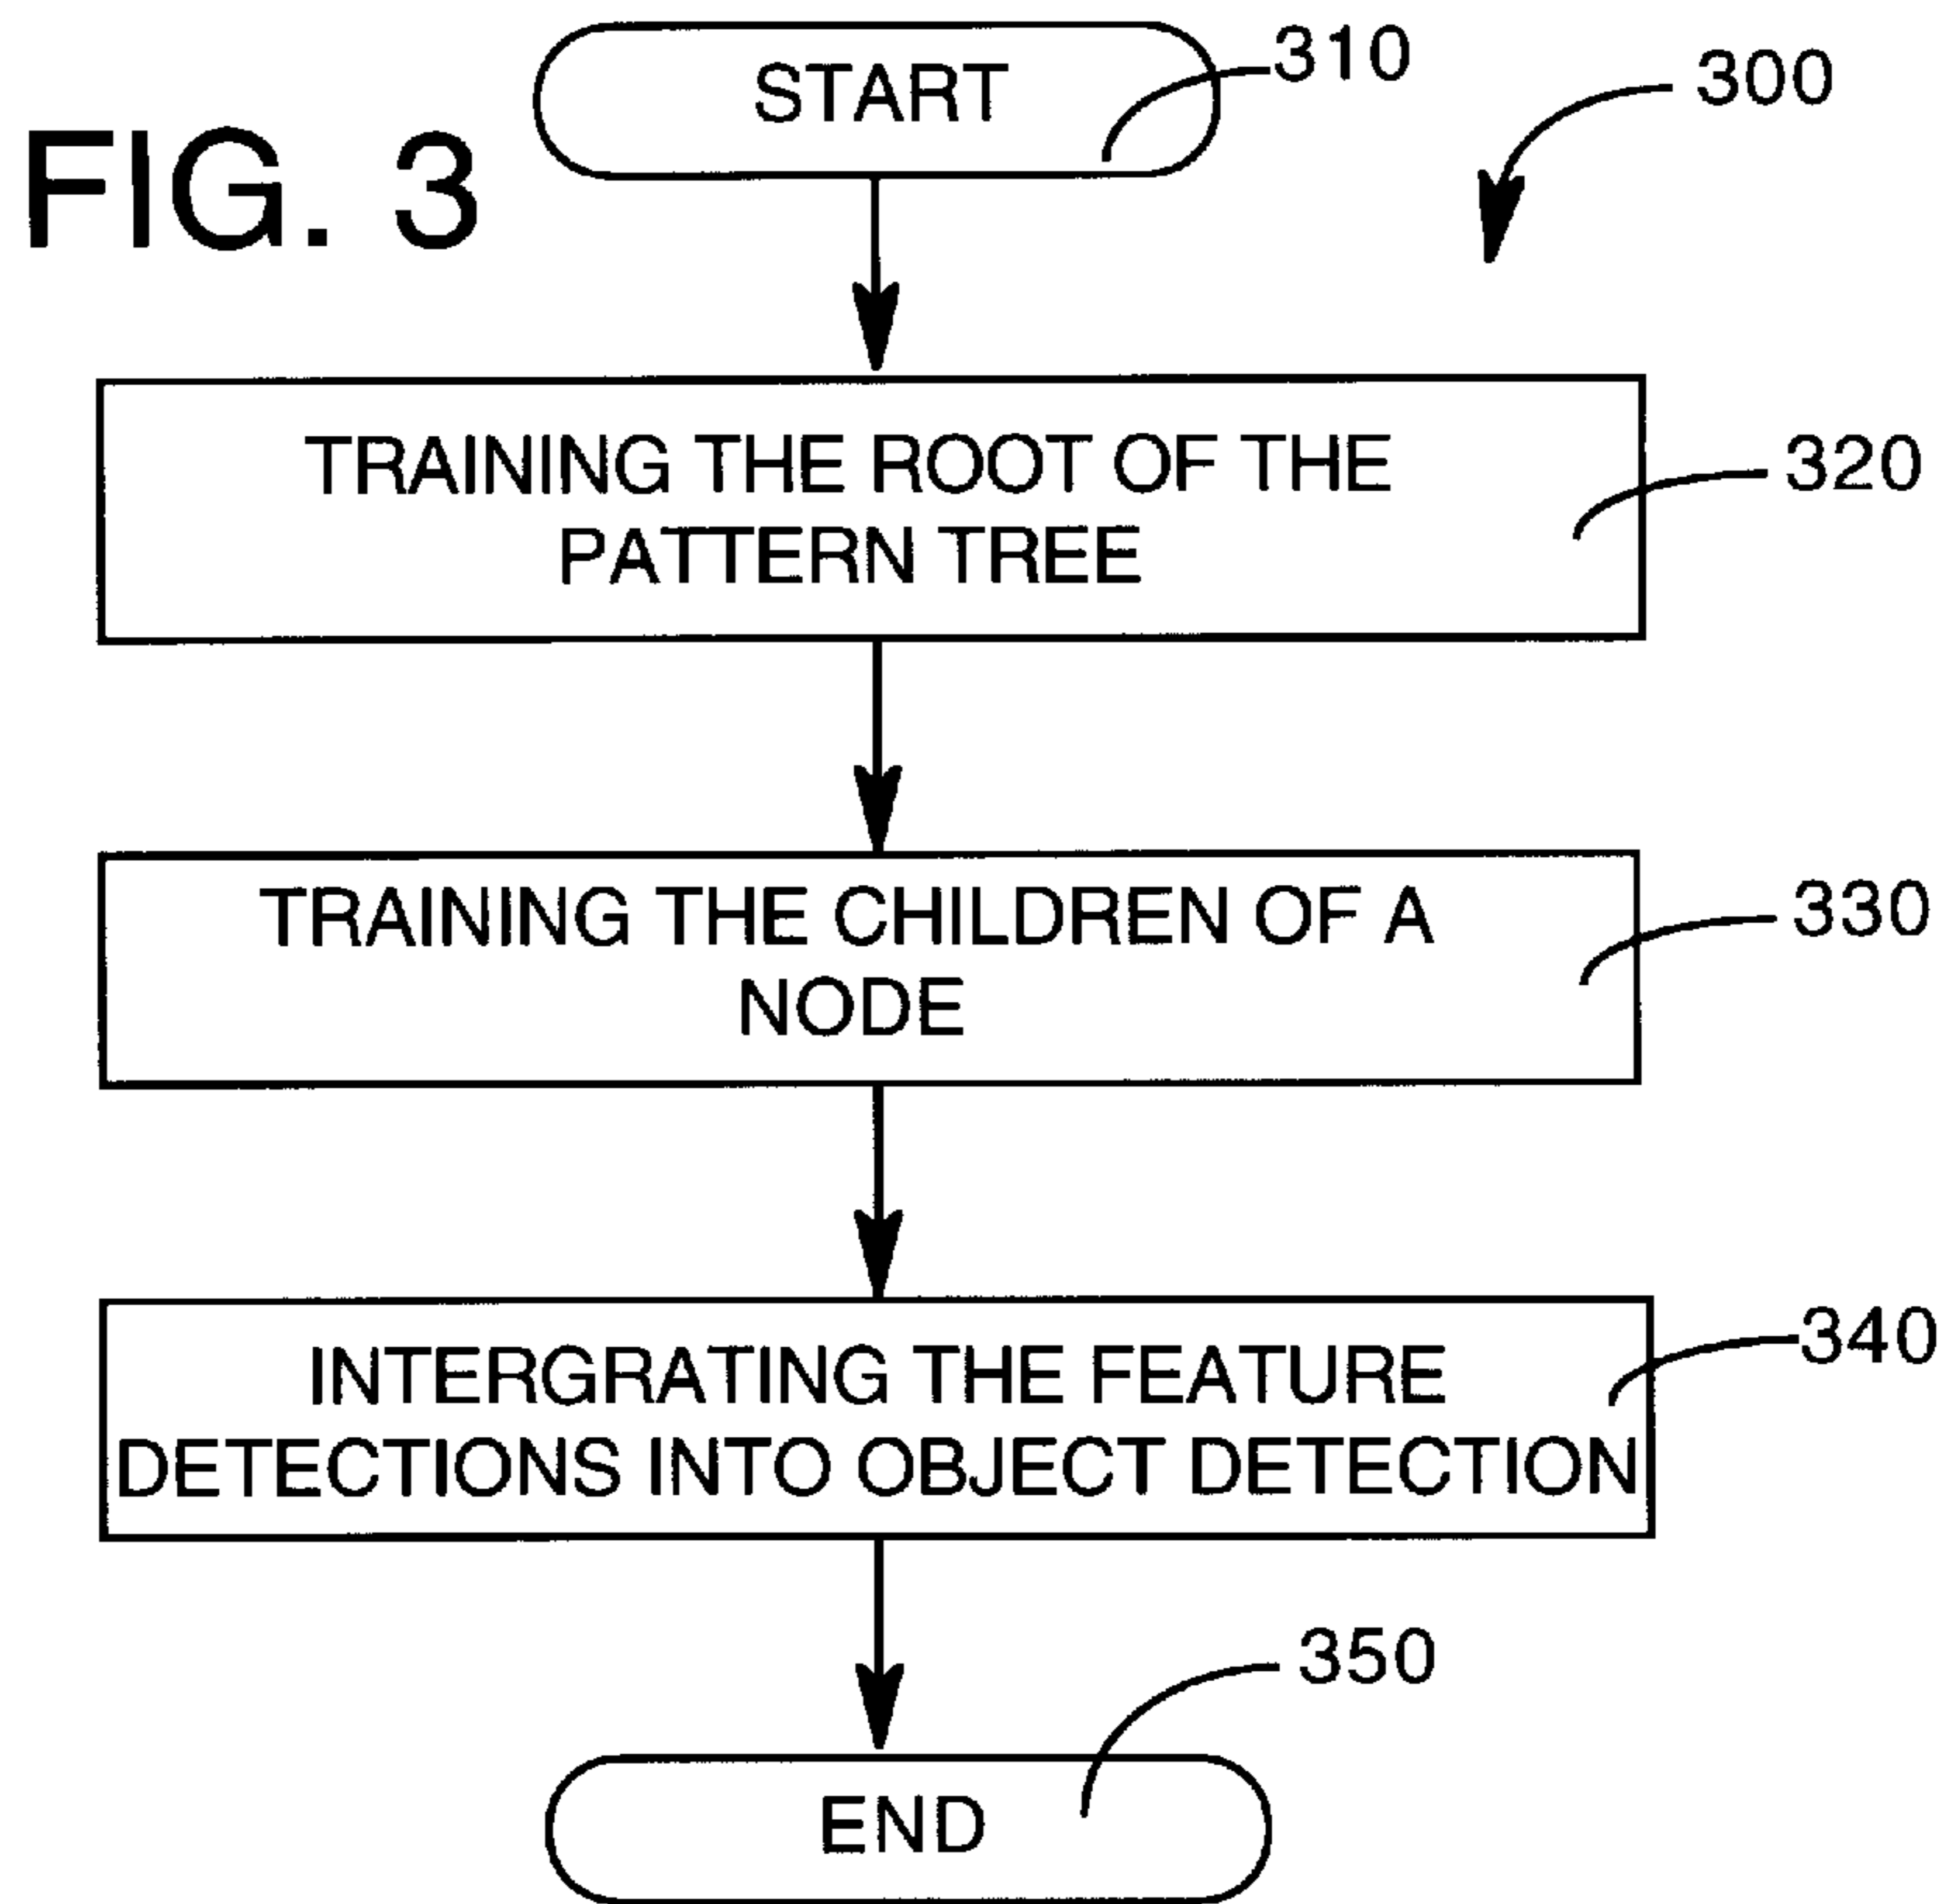 START
310
300
FIG. 3
TRAINING THE ROOT OF THE
PATTERN TREE
320
TRAINING THE CHILDREN OF A
NODE
330
INTERGRATING THE FEATURE
DETECTIONS INTO OBJECT DETECTION
340
350
END